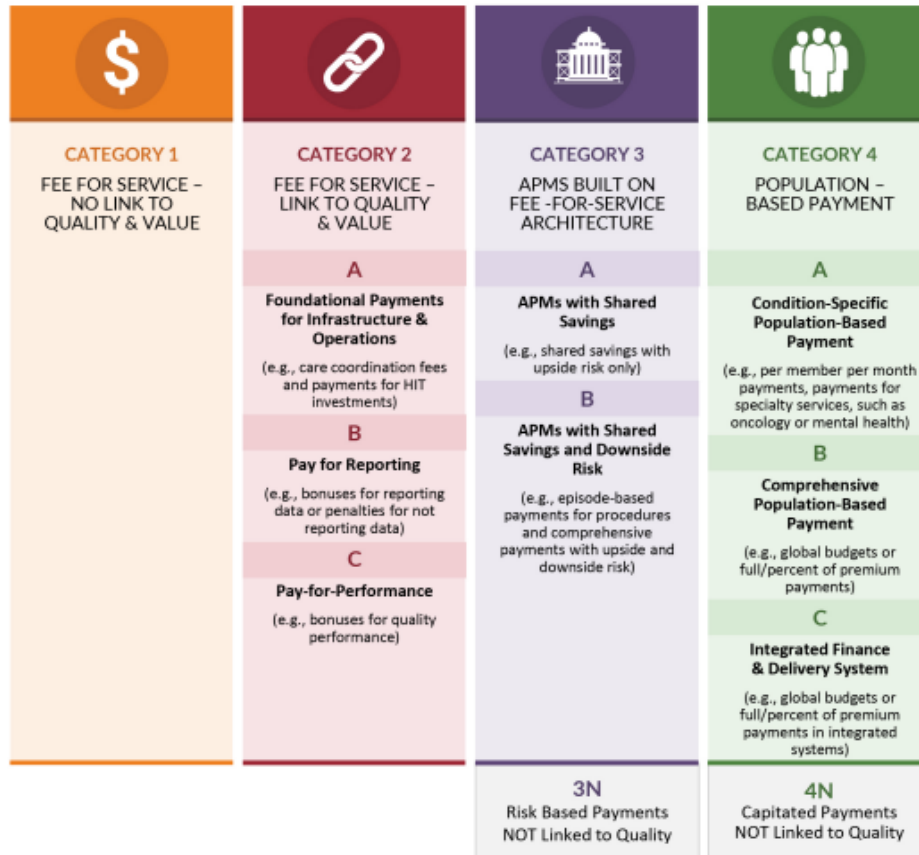 $
CATEGORY 1
FEE FOR SERVICE –
NO LINK TO
QUALITY & VALUE
CATEGORY 2
FEE FOR SERVICE –
LINK TO QUALITY
& VALUE
A
Foundational Payments
for Infrastructure &
Operations
(e.g., care coordination fees
and payments for HIT
investments)
B
Pay for Reporting
(e.g., bonuses for reporting
data or penalties for not
reporting data)
C
Pay-for-Performance
(e.g., bonuses for quality
performance)
CATEGORY 3
APMS BUILT ON
FEE -FOR-SERVICE
ARCHITECTURE
A
APMs with Shared
Savings
(e.g., shared savings with
upside risk only)
B
APMs with Shared
Savings and Downside
Risk
(e.g., episode-based
payments for procedures
and comprehensive
payments with upside and
downside risk)
3N
Risk Based Payments
NOT Linked to Quality
CATEGORY 4
POPULATION –
BASED PAYMENT
A
Condition-Specific
Population-Based
Payment
(e.g., per member per month
payments, payments for
specialty services, such as
oncology or mental health)
B
Comprehensive
Population-Based
Payment
(e.g., global budgets or
full/percent of premium
payments)
C
Integrated Finance
& Delivery System
(e.g., global budgets or
full/percent of premium
payments in integrated
systems)
4N
Capitated Payments
NOT Linked to Quality